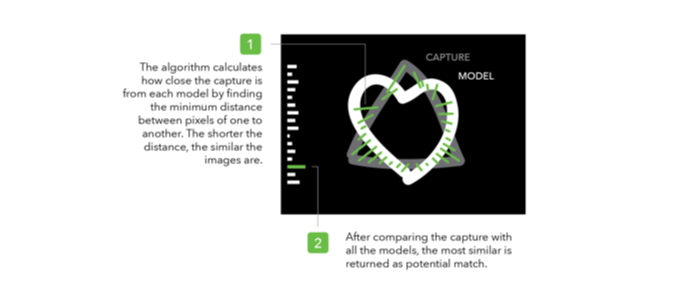 1
The algorithm calculates
how close the capture is
from each model by finding
the minimum distance
between pixels of one to
another. The shorter the
distance, the similar the
images are.
CAPTURE
MODEL
2
After comparing the capture with
all the models, the most similar is
returned as potential match.